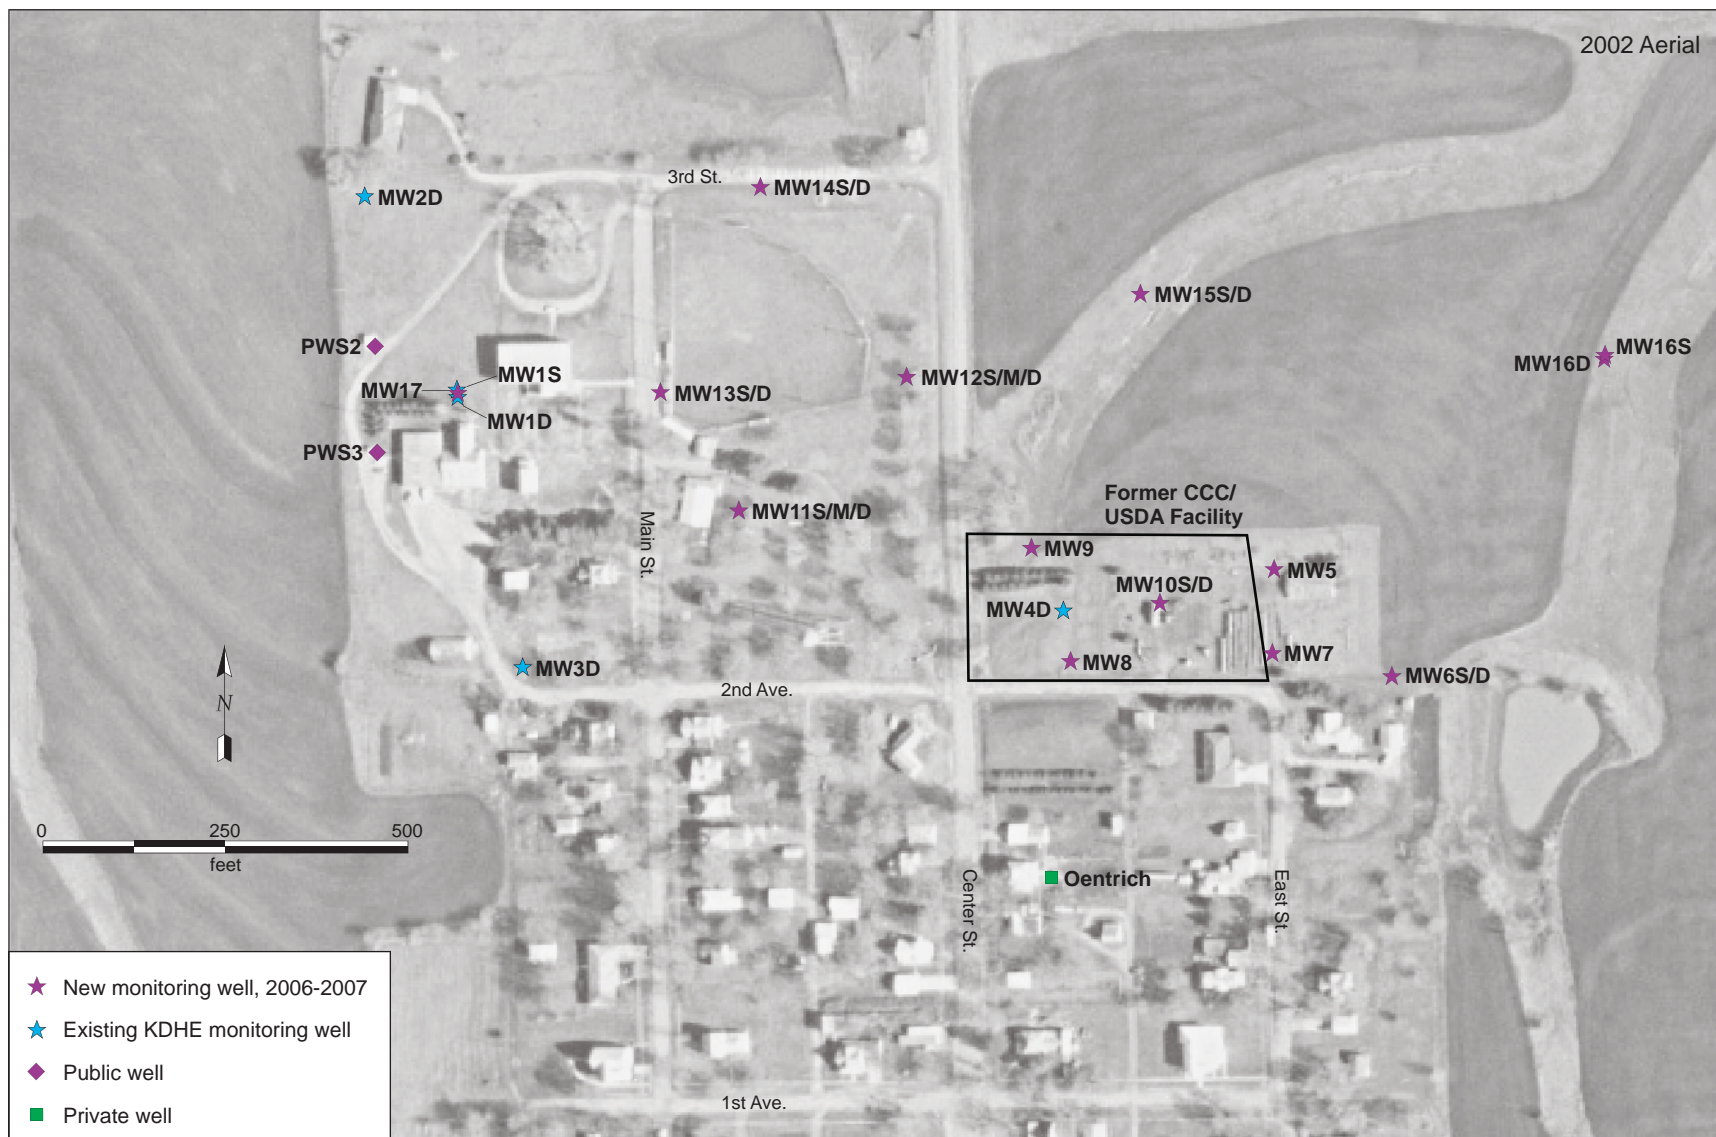 2002 Aerial
3rd St.
MW14S/D
MW2D
MW15S/D
PWS2
MW16S
MW16D
MW1S
MW17
MW12S/M/D
MW13S/D
MW1D
PWS3
Former CCC/
USDA Facility
MW11S/M/D
Main St.
MW9
MW5
MW10S/D
MW4D
MW7
MW8
MW3D
MW6S/D
2nd Ave.
N
0 250 500
feet
Oentrich
Center St.
East St.
New monitoring well, 2006-2007
Existing KDHE monitoring well
Public well
Private well
1st Ave.